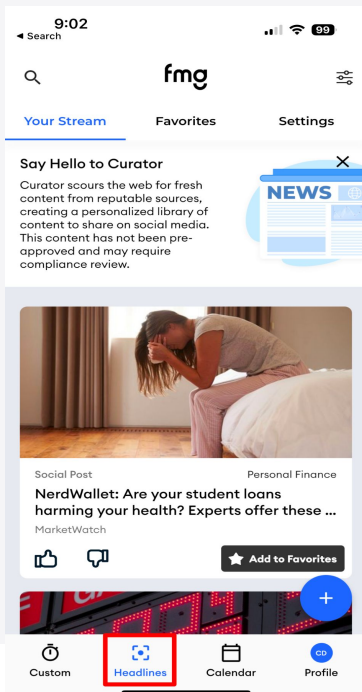 9:02
99
Search
fmg
Your Stream Favorites Settings
Say Hello to Curator
Curator scours the web for fresh
content from reputable sources,
creating a personalized library of
content to share on social media.
This content has not been pre-
approved and may require
compliance review.
NEWS
Social Post Personal Finance
NerdWallet: Are your student loans
harming your health? Experts offer these ...
MarketWatch
Add to Favorites
+
Custom Headlines Calendar Profile
CD